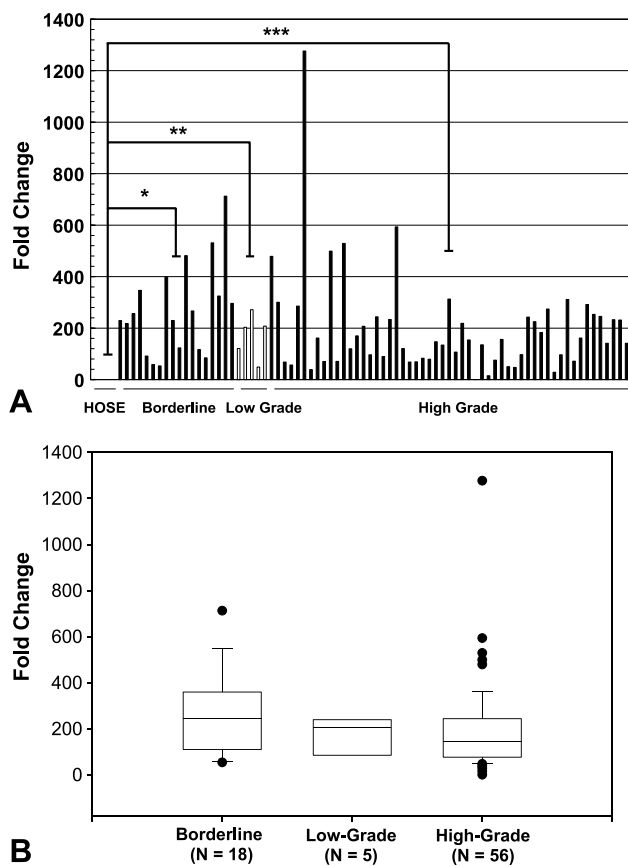 1400
1200
1000
800
600
400
200
0
Fold Change
***
**
*
HOSE Borderline Low Grade High Grade
A
1400
1200
1000
800
600
400
200
0
Fold Change
Borderline Low-Grade High-Grade
(N = 18) (N = 5) (N = 56)
B